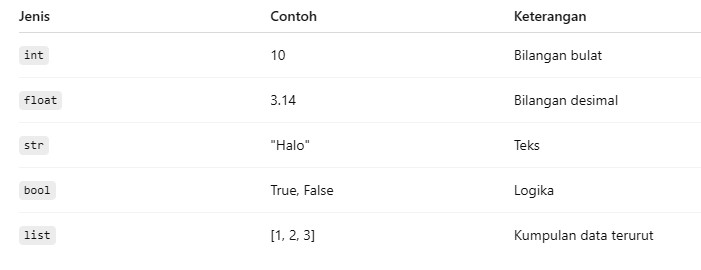 Jenis Contoh Keterangan
int 10 Bilangan bulat
float 3.14 Bilangan desimal
str "Halo" Teks
bool True, False Logika
list [1, 2, 3] Kumpulan data terurut